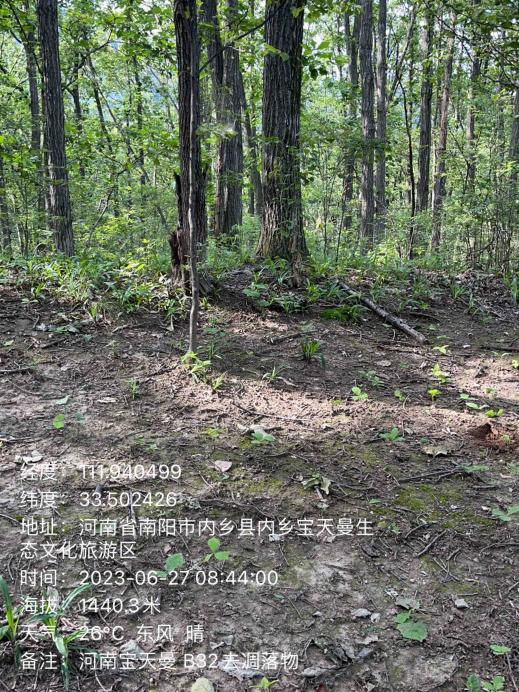 经度：111.940499
纬度：33.502426
地址：河南省南阳市内乡县内乡宝天曼生
态文化旅游区
时间：2023-06-27 08:44:00
海拔：1440.3米
天气：26℃ 东风 晴
备注：河南宝天曼 B32去凋落物